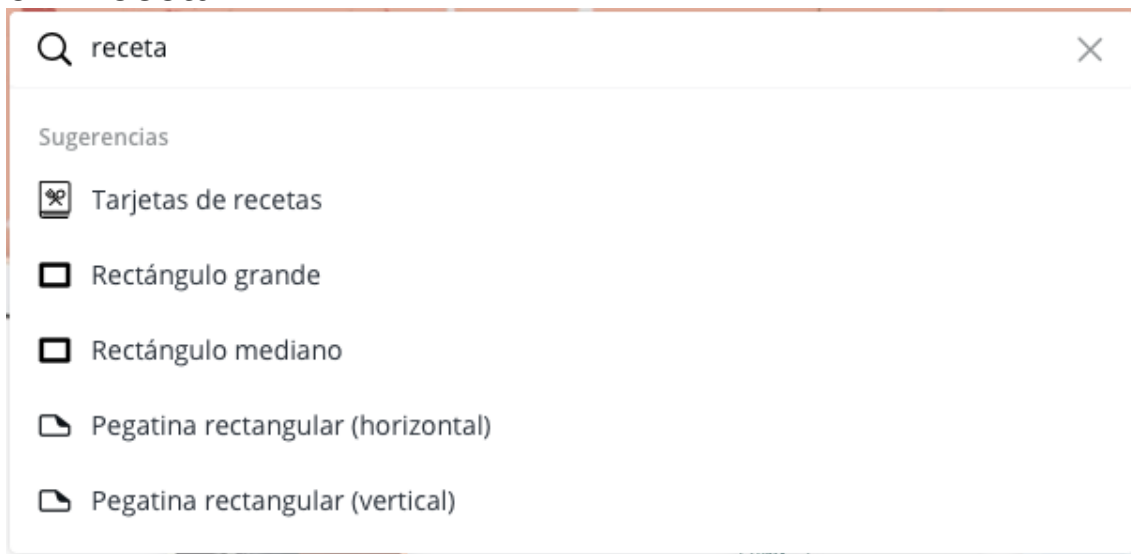 receta
Sugerencias
Tarjetas de recetas
Rectángulo grande
Rectángulo mediano
Pegatina rectangular (horizontal)
Pegatina rectangular (vertical)